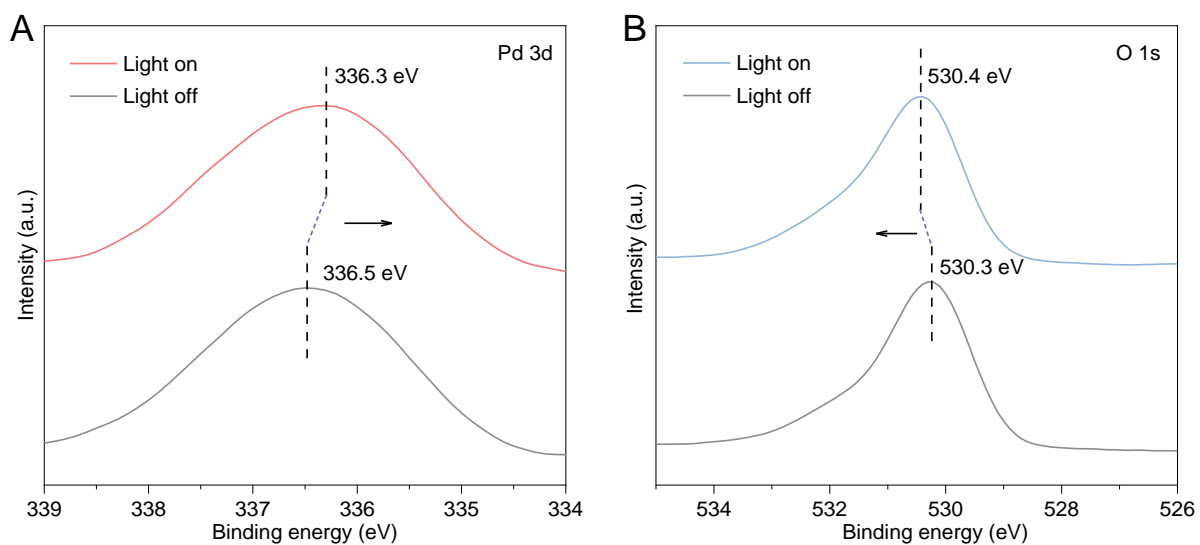 A
Pd 3d
Light on
Light off
336.3 eV
336.5 eV
Intensity (a.u.)
339 338 337 336 335 334
Binding energy (eV)
B
O 1s
Light on
Light off
530.4 eV
530.3 eV
Intensity (a.u.)
534 532 530 528 526
Binding energy (eV)